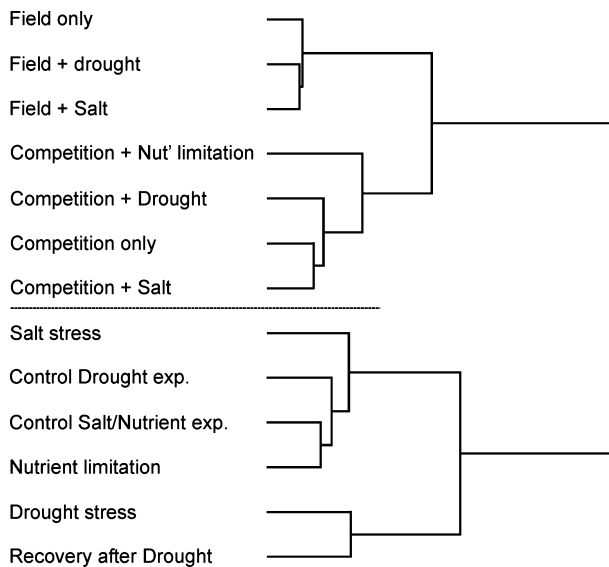 Field only
Field + drought
Field + Salt
Competition + Nut’ limitation
Competition + Drought
Competition only
Competition + Salt
Salt stress
Control Drought exp.
Control Salt/Nutrient exp.
Nutrient limitation
Drought stress
Recovery after Drought